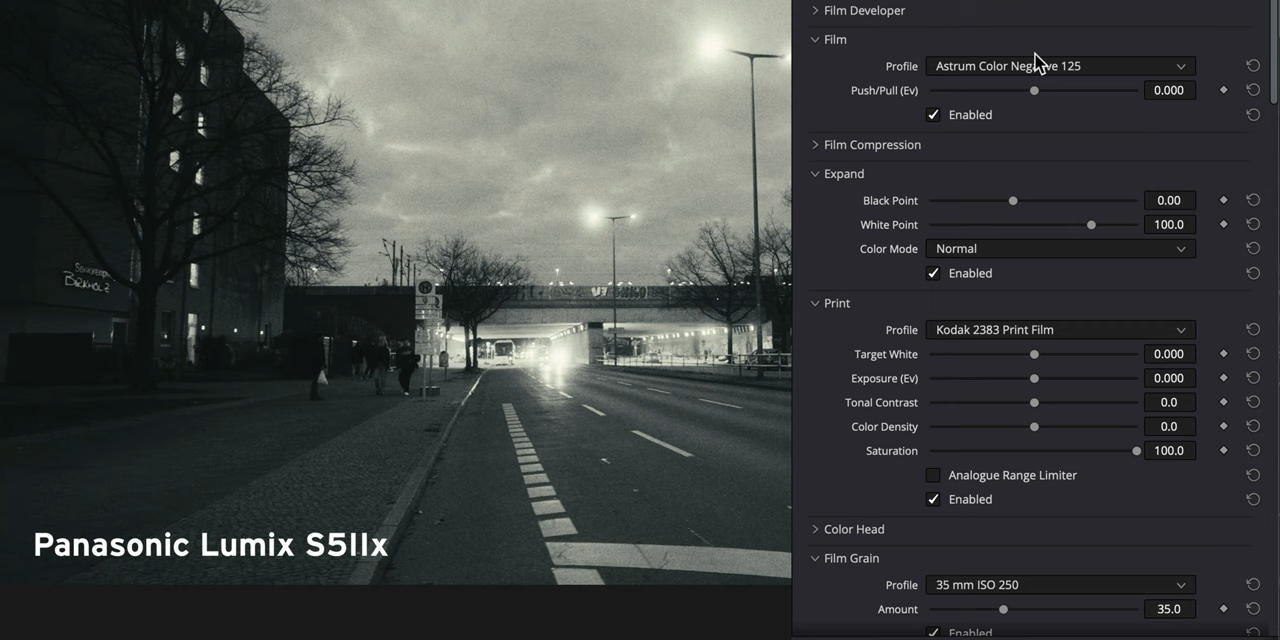 Film Developer
Film
Profile Astrum Color Negative 125
Push/Pull (Ev) 0.000
Enabled
Film Compression
Expand
Black Point 0.00
White Point 100.0
Color Mode Normal
Enabled
Print
Profile Kodak 2383 Print Film
Target White 0.000
Exposure (Ev) 0.000
Tonal Contrast 0.0
Color Density 0.0
Saturation 100.0
Analogue Range Limiter
Enabled
Color Head
Film Grain
Profile 35 mm ISO 250
Amount 35.0
Enabled
BIRKHOLZ
H
Panasonic Lumix S5IIx